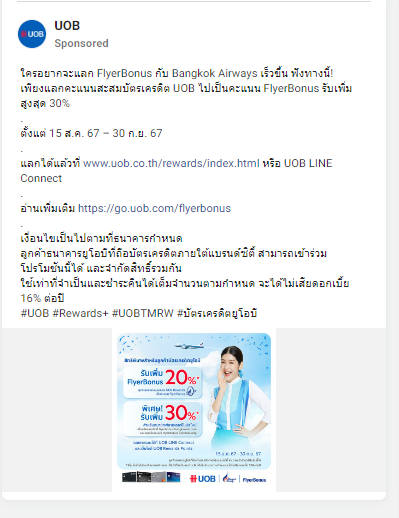 UOB
Sponsored
ใครอยากจะแลก FlyerBonus กับ Bangkok Airways เร็วขึ้น ฟังทางนี้!
เพียงแลกคะแนนสะสมบัตรเครดิต UOB ไปเป็นคะแนน FlyerBonus รับเพิ่ม
สูงสุด 30%
.
ตั้งแต่ 15 ส.ค. 67 – 30 ก.ย. 67
.
แลกได้แล้วที่ www.uob.co.th/rewards/index.html หรือ UOB LINE
Connect
.
อ่านเพิ่มเติม https://go.uob.com/flyerbonus
.
เงื่อนไขเป็นไปตามที่ธนาคารกำหนด
ลูกค้าธนาคารยูโอบีที่ถือบัตรเครดิตภายใต้แบรนด์ซิตี้ สามารถเข้าร่วม
โปรโมชั่นนี้ได้ และจำกัดสิทธิ์รวมกัน
ใช้เท่าที่จำเป็นและชำระคืนได้เต็มจำนวนตามกำหนด จะได้ไม่เสียดอกเบี้ย
16% ต่อปี
#UOB #Rewards+ #UOBTMRW #บัตรเครดิตยูโอบี
รับเพิ่ม
FlyerBonus 20%*
พิเศษ!
รับเพิ่ม 30%*
15 ส.ค. 67 - 30 ก.ย. 67
UOB
FlyerBonus